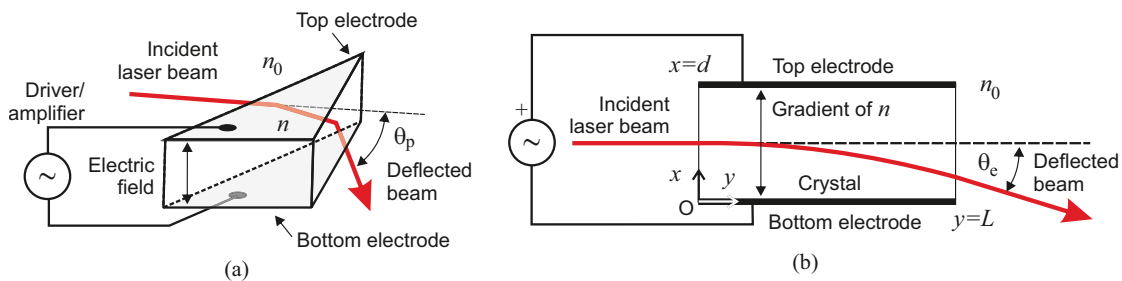 Top electrode
Incident
laser beam
n₀
Driver/
amplifier
n
θₚ
Electric
field
Deflected
beam
~
Bottom electrode
(a)
x=d
Top electrode
n₀
+
Incident
laser beam
Gradient of n
~
θₑ
Deflected
beam
x
y
Crystal
O
Bottom electrode
y=L
(b)